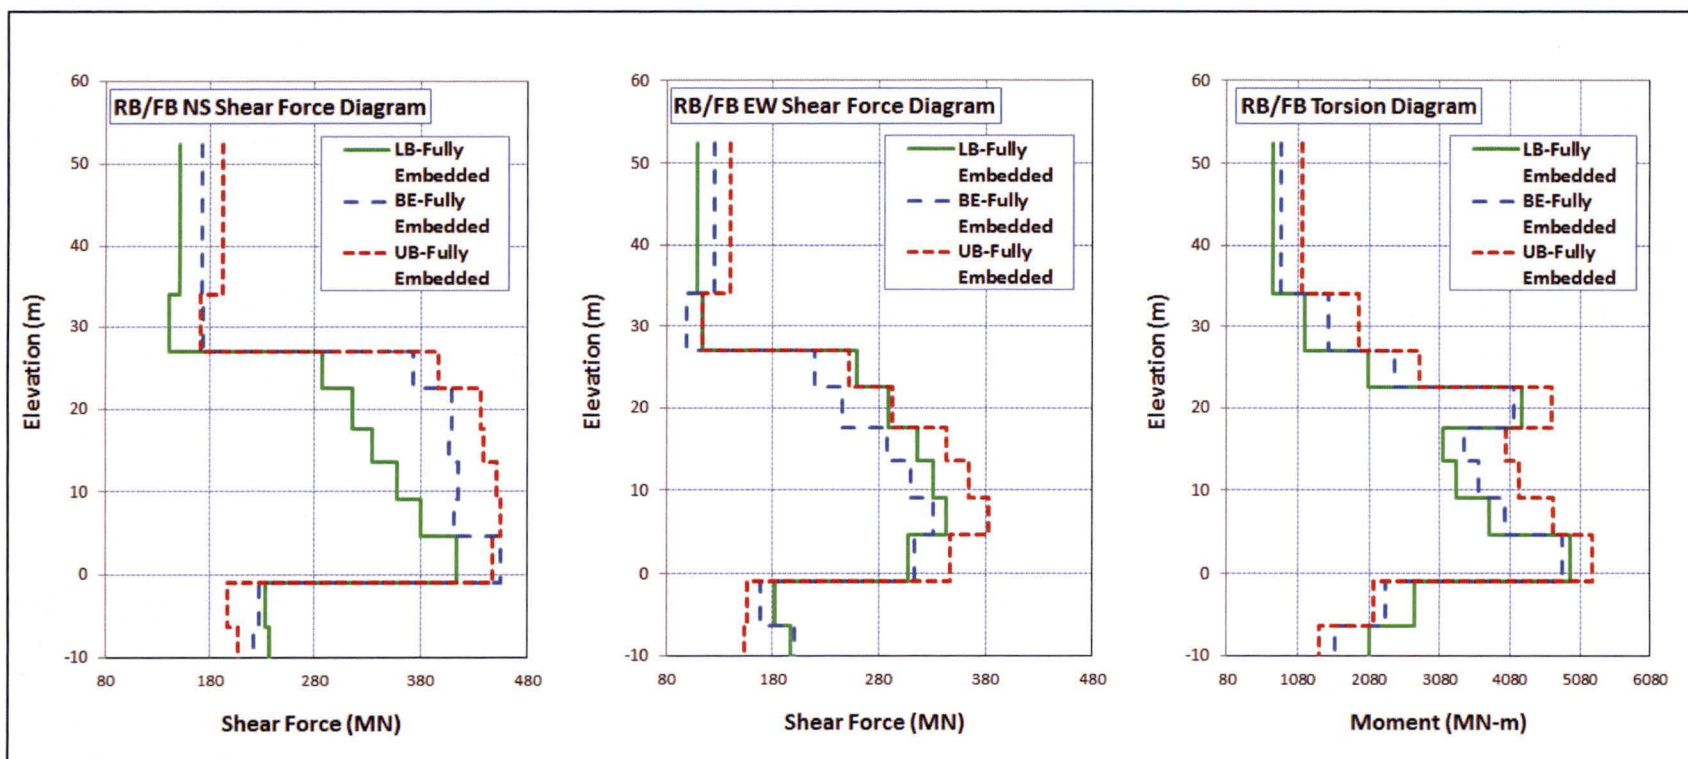 RB/FB NS Shear Force Diagram
LB-Fully
Embedded
BE-Fully
Embedded
UB-Fully
Embedded
60
50
40
30
20
10
0
-10
Elevation (m)
80 180 280 380 480
Shear Force (MN)
RB/FB EW Shear Force Diagram
LB-Fully
Embedded
BE-Fully
Embedded
UB-Fully
Embedded
60
50
40
30
20
10
0
-10
Elevation (m)
80 180 280 380 480
Shear Force (MN)
RB/FB Torsion Diagram
LB-Fully
Embedded
BE-Fully
Embedded
UB-Fully
Embedded
60
50
40
30
20
10
0
-10
Elevation (m)
80 1080 2080 3080 4080 5080 6080
Moment (MN-m)